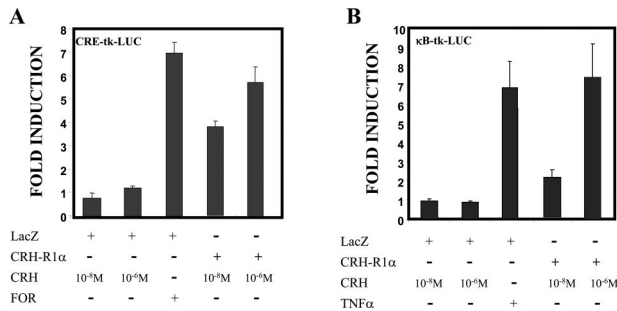 A
CRE-tk-LUC
FOLD INDUCTION
8
7
6
5
4
3
2
1
0
LacZ + + + - -
CRH-R1α - - - + +
CRH 10⁻⁸M 10⁻⁶M - 10⁻⁸M 10⁻⁶M
FOR - - + - -
B
κB-tk-LUC
FOLD INDUCTION
10
9
8
7
6
5
4
3
2
1
0
LacZ + + + - -
CRH-R1α - - - + +
CRH 10⁻⁸M 10⁻⁶M - 10⁻⁸M 10⁻⁶M
TNFα - - + - -